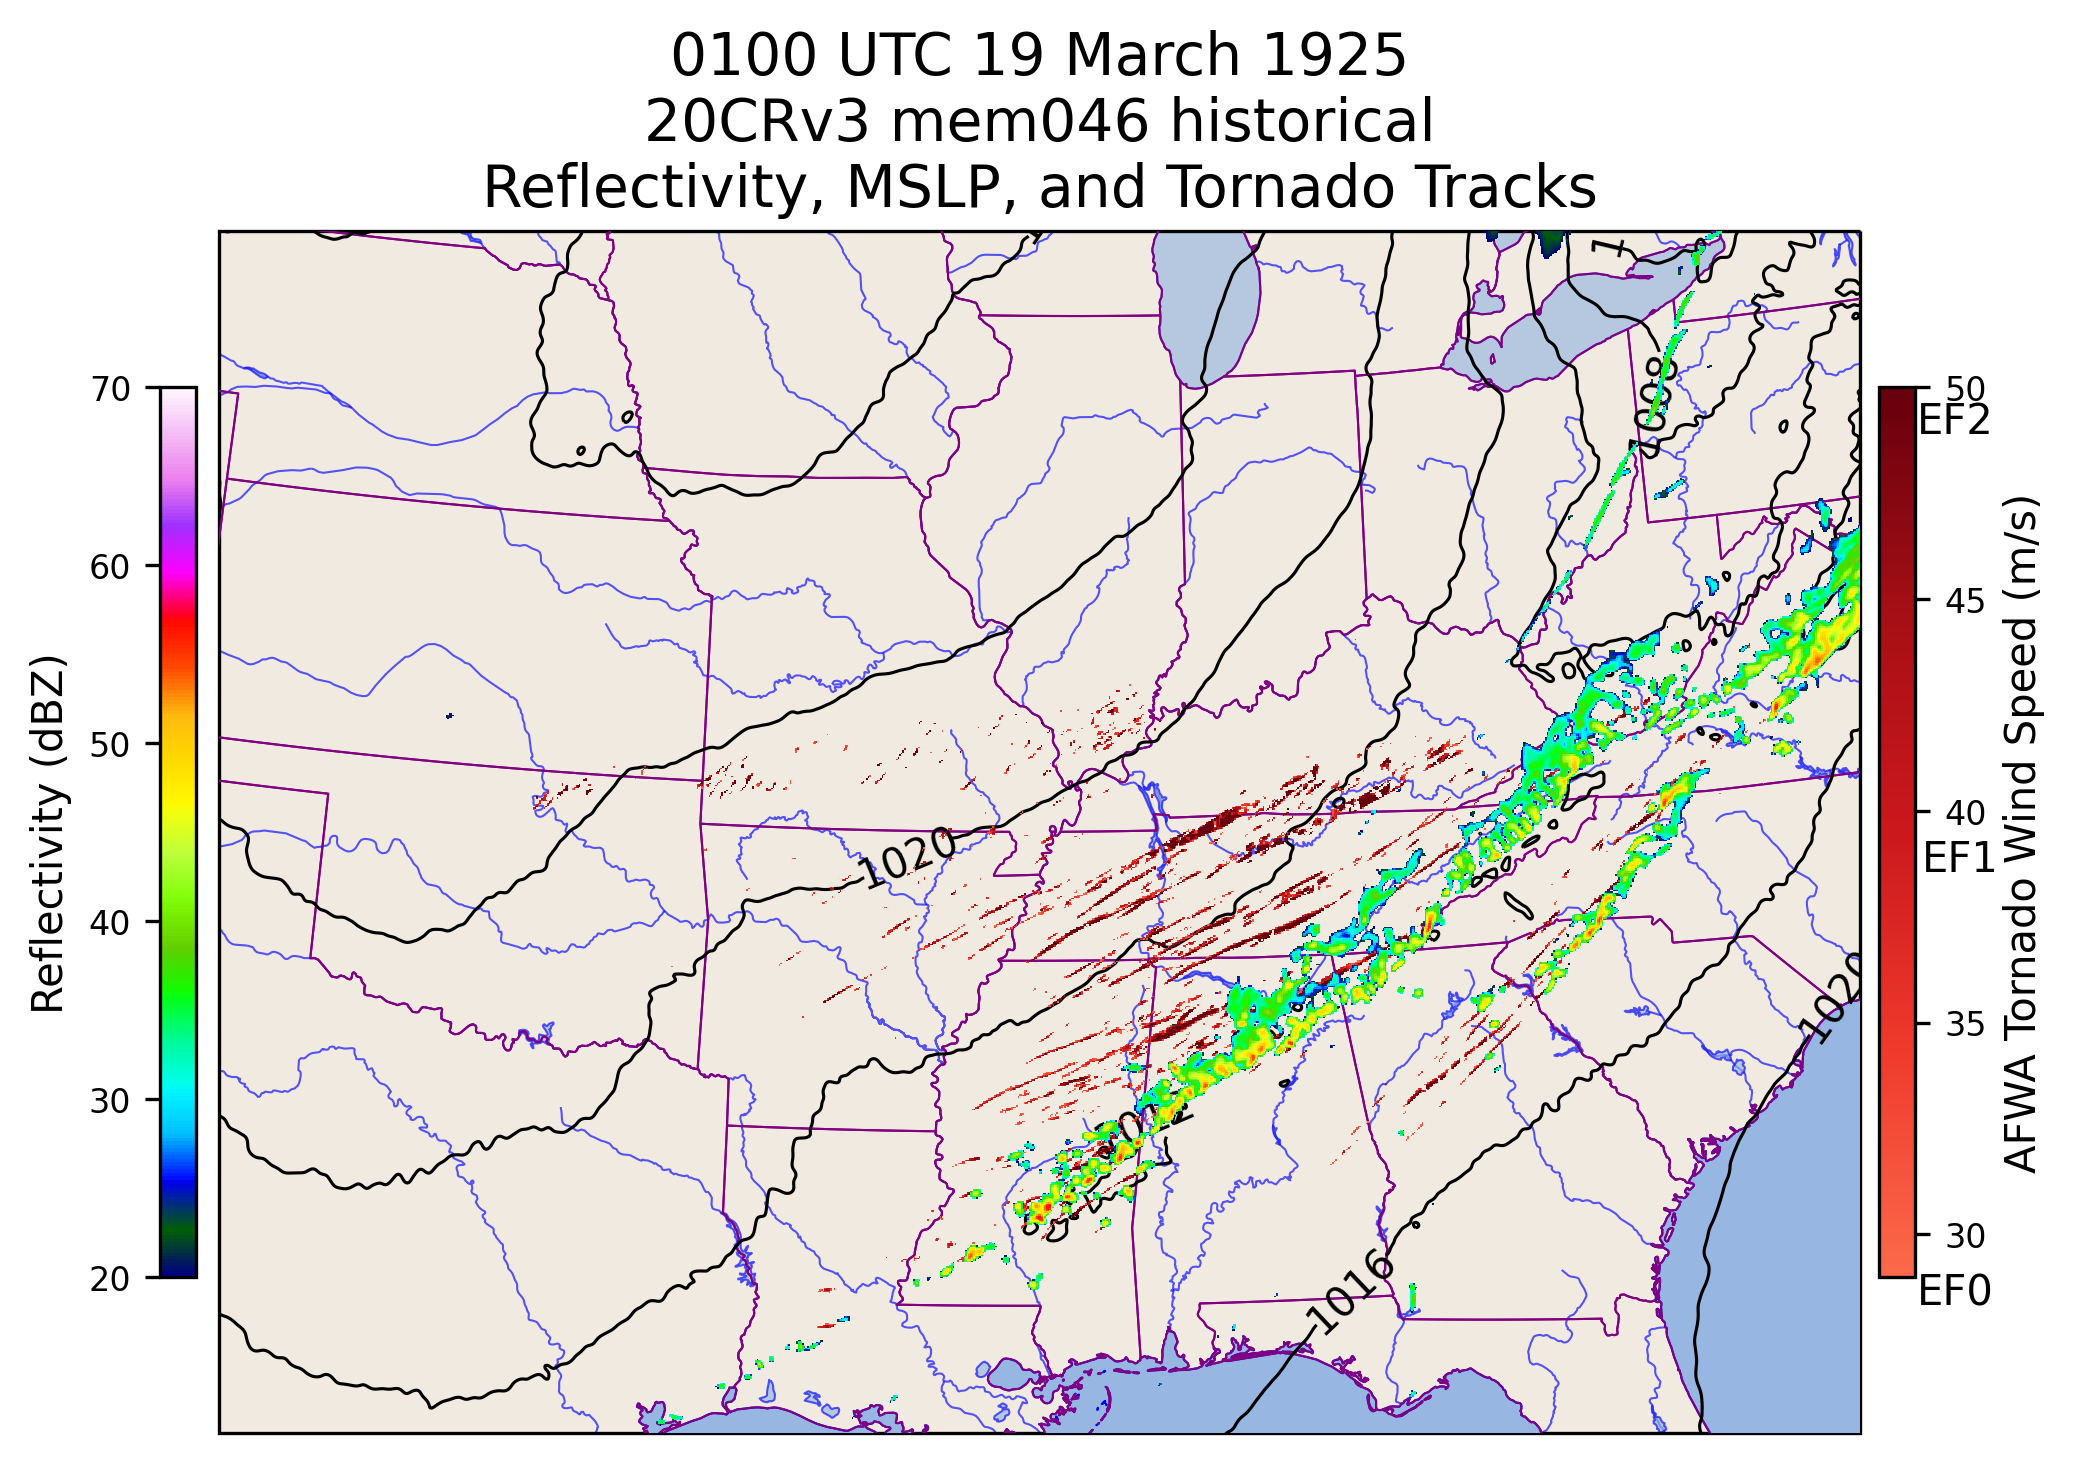 0100 UTC 19 March 1925
20CRv3 mem046 historical
Reflectivity, MSLP, and Tornado Tracks
70
60
50
40
30
20
Reflectivity (dBZ)
1
1008
1020
1020
1012
1016
50
EF2
45
40
EF1
35
30
EF0
AFWA Tornado Wind Speed (m/s)